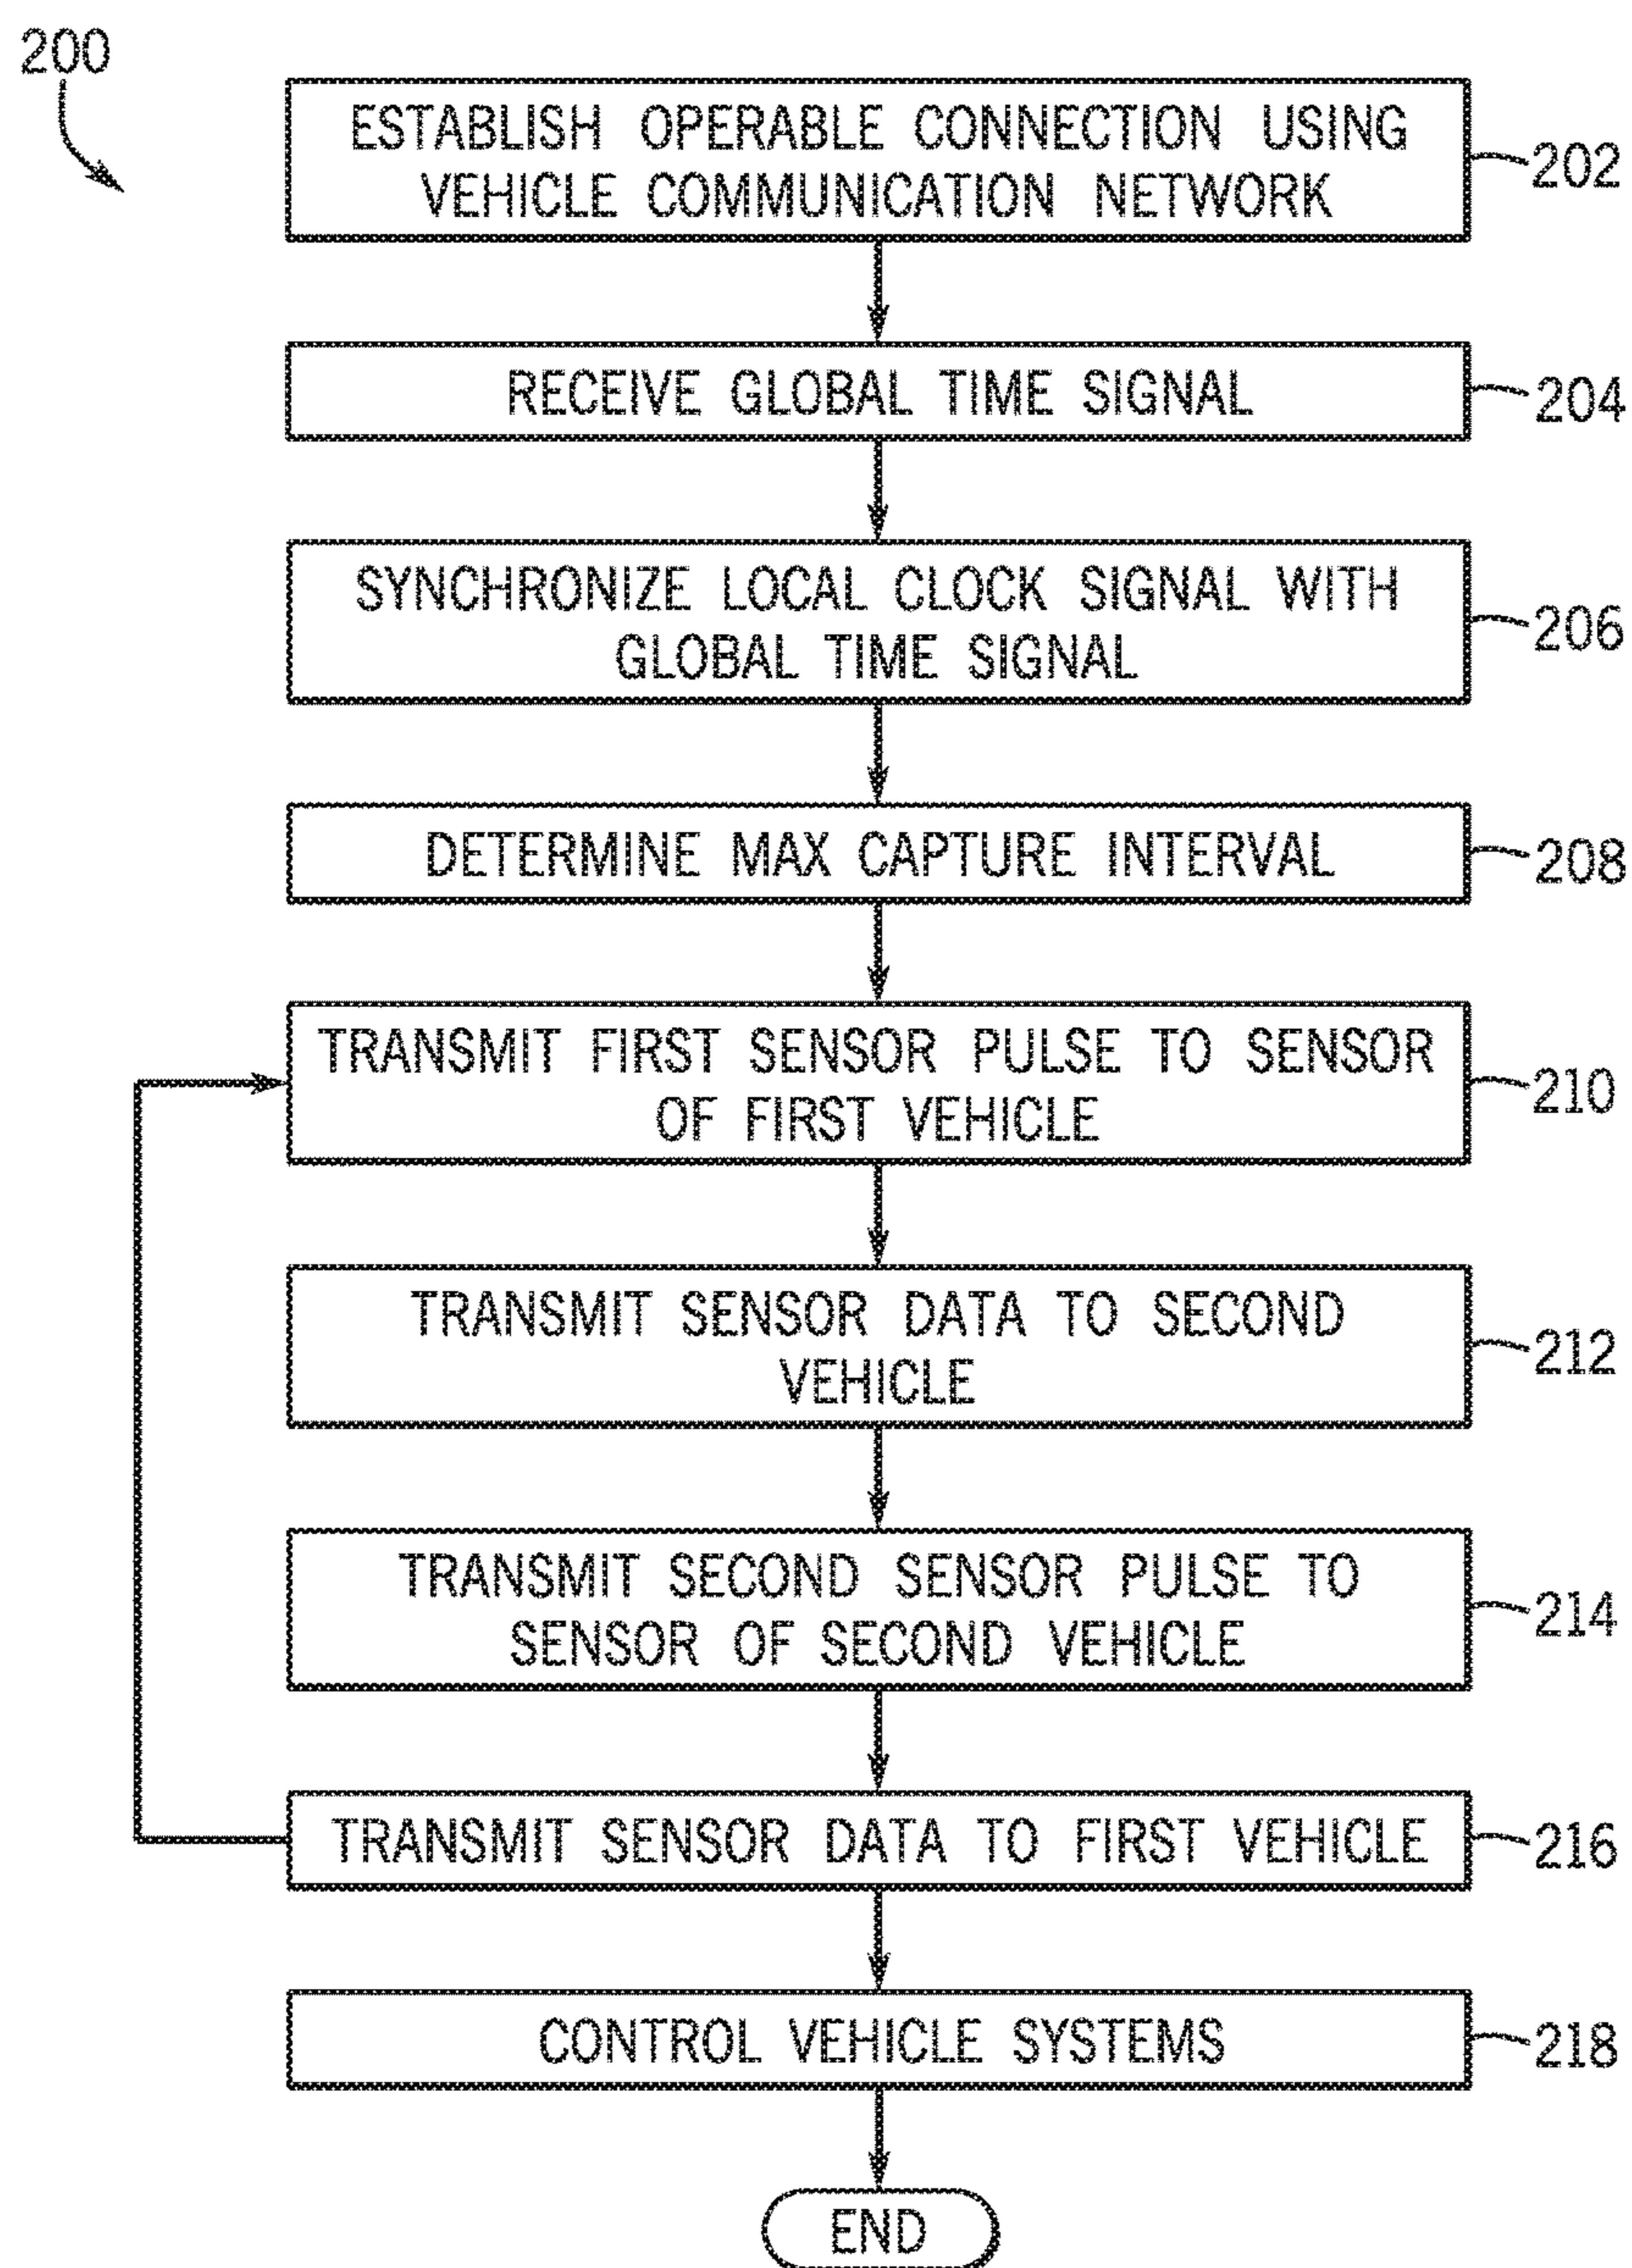 200
ESTABLISH OPERABLE CONNECTION USING
VEHICLE COMMUNICATION NETWORK
202
RECEIVE GLOBAL TIME SIGNAL
204
SYNCHRONIZE LOCAL CLOCK SIGNAL WITH
GLOBAL TIME SIGNAL
206
DETERMINE MAX CAPTURE INTERVAL
208
TRANSMIT FIRST SENSOR PULSE TO SENSOR
OF FIRST VEHICLE
210
TRANSMIT SENSOR DATA TO SECOND
VEHICLE
212
TRANSMIT SECOND SENSOR PULSE TO
SENSOR OF SECOND VEHICLE
214
TRANSMIT SENSOR DATA TO FIRST VEHICLE
216
CONTROL VEHICLE SYSTEMS
218
END